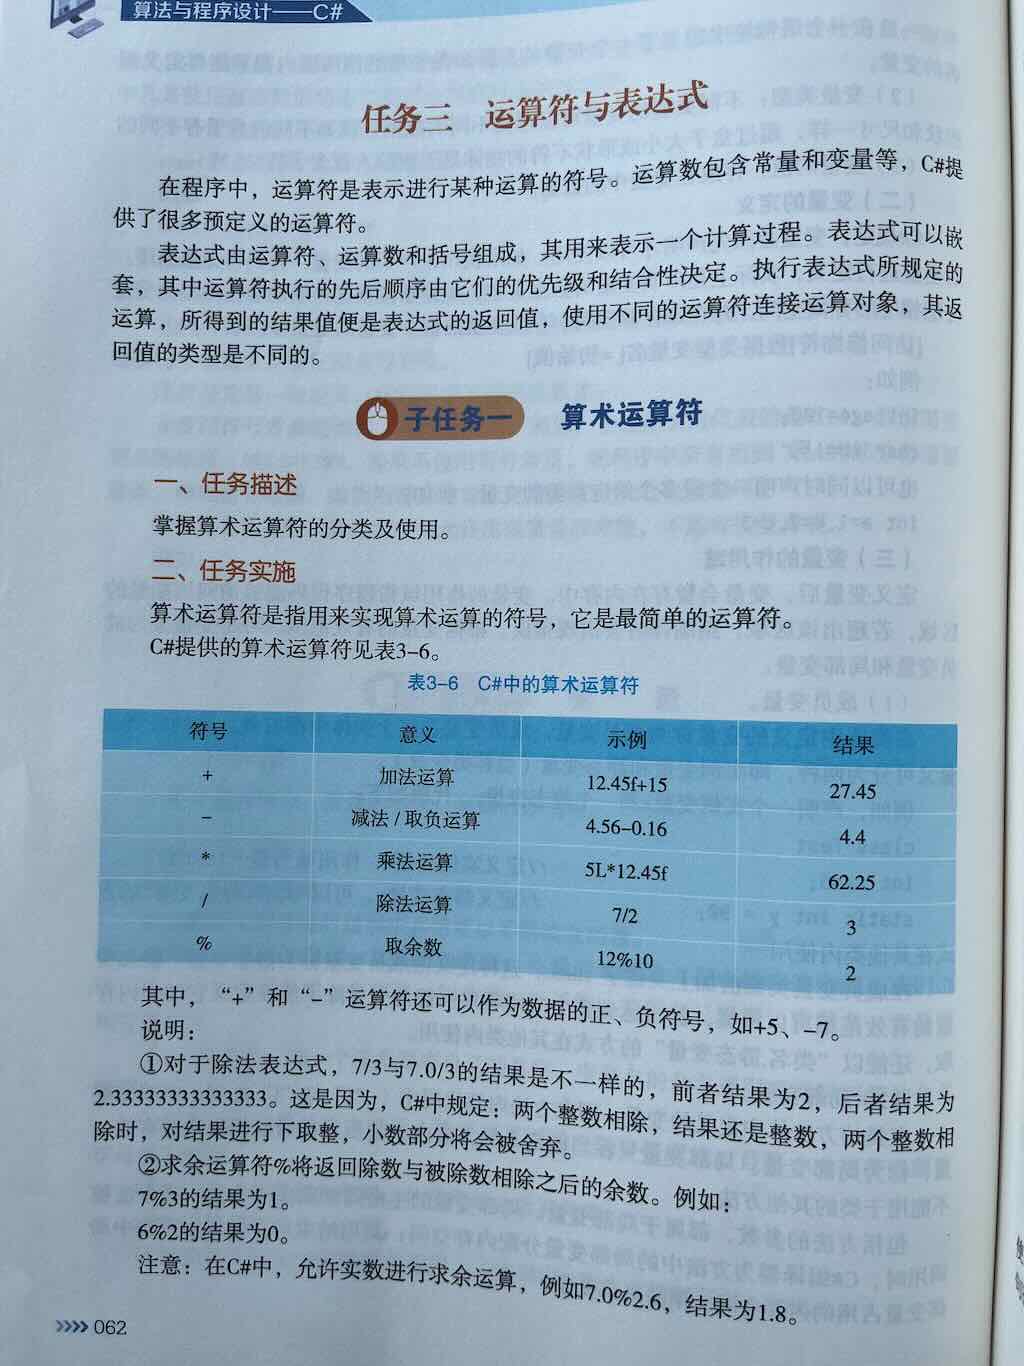 算法与程序设计——C#
任务三 运算符与表达式
在程序中，运算符是表示进行某种运算的符号。运算数包含常量和变量等，C#提
供了很多预定义的运算符。
表达式由运算符、运算数和括号组成，其用来表示一个计算过程。表达式可以嵌
套，其中运算符执行的先后顺序由它们的优先级和结合性决定。执行表达式所规定的
运算，所得到的结果值便是表达式的返回值，使用不同的运算符连接运算对象，其返
回值的类型是不同的。
子任务一 算术运算符
一、任务描述
掌握算术运算符的分类及使用。
二、任务实施
算术运算符是指用来实现算术运算的符号，它是最简单的运算符。
C#提供的算术运算符见表3-6。
表3-6 C#中的算术运算符
符号 意义 示例 结果
+ 加法运算 12.45f+15 27.45
− 减法/取负运算 4.56−0.16 4.4
* 乘法运算 5L*12.45f 62.25
/ 除法运算 7/2 3
% 取余数 12%10 2
其中，“+”和“−”运算符还可以作为数据的正、负符号，如+5、−7。
说明：
①对于除法表达式，7/3与7.0/3的结果是不一样的，前者结果为2，后者结果为
2.33333333333333。这是因为，C#中规定：两个整数相除，结果还是整数，两个整数相
除时，对结果进行下取整，小数部分将会被舍弃。
②求余运算符%将返回除数与被除数相除之后的余数。例如：
7%3的结果为1。
6%2的结果为0。
注意：在C#中，允许实数进行求余运算，例如7.0%2.6，结果为1.8。
›››› 062